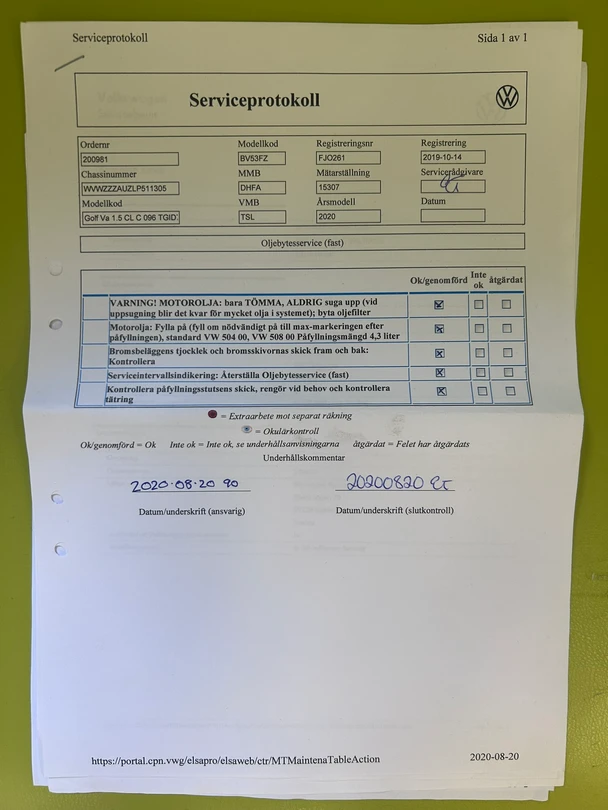 Serviceprotokoll Sida 1 av 1
Serviceprotokoll
Ordernr Modellkod Registreringsnr Registrering
200981 BV53FZ FJO261 2019-10-14
Chassinummer MMB Mätarställning Servicerådgivare
WVWZZZAUZLP511305 DHFA 15307
Modellkod VMB Årsmodell Datum
Golf Va 1.5 CL C 096 TGID TSL 2020
Oljebytesservice (fast)
Ok/genomförd Inte ok åtgärdat
VARNING! MOTOROLJA: bara TÖMMA, ALDRIG suga upp (vid
uppsugning blir det kvar för mycket olja i systemet); byta oljefilter
Motorolja: Fylla på (fyll om nödvändigt på till max-markeringen efter
påfyllningen), standard VW 504 00, VW 508 00 Påfyllningsmängd 4,3 liter
Bromsbeläggens tjocklek och bromsskivornas skick fram och bak:
Kontrollera
Serviceintervallsindikering: Återställa Oljebytesservice (fast)
Kontrollera påfyllningsstutsens skick, rengör vid behov och kontrollera
tätring
= Extraarbete mot separat räkning
= Okulärkontroll
Ok/genomförd = Ok Inte ok = Inte ok, se underhållsanvisningarna åtgärdat = Felet har åtgärdats
Underhållskommentar
2020-08-20 20200820
Datum/underskrift (ansvarig) Datum/underskrift (slutkontroll)
https://portal.cpn.vwg/elsapro/elsaweb/ctr/MTMaintenaTableAction 2020-08-20